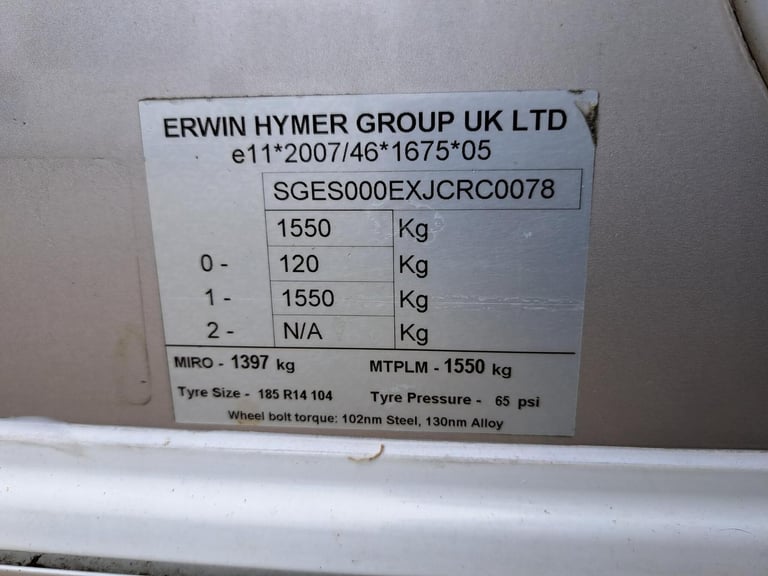 ERWIN HYMER GROUP UK LTD
e11*2007/46*1675*05
SGES000EXJCRC0078
1550 Kg
0 - 120 Kg
1 - 1550 Kg
2 - N/A Kg
MIRO - 1397 kg MTPLM - 1550 kg
Tyre Size - 185 R14 104 Tyre Pressure - 65 psi
Wheel bolt torque: 102nm Steel, 130nm Alloy